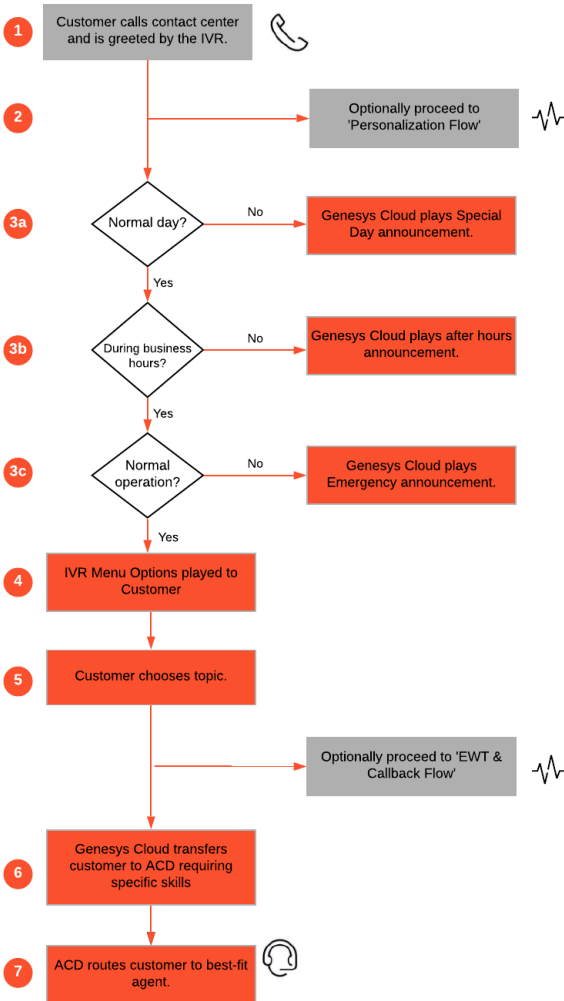 1
Customer calls contact center
and is greeted by the IVR.
2
Optionally proceed to
'Personalization Flow'
3a
Normal day?
No
Genesys Cloud plays Special
Day announcement.
Yes
3b
During business
hours?
No
Genesys Cloud plays after hours
announcement.
Yes
3c
Normal
operation?
No
Genesys Cloud plays
Emergency announcement.
Yes
4
IVR Menu Options played to
Customer
5
Customer chooses topic.
Optionally proceed to 'EWT &
Callback Flow'
6
Genesys Cloud transfers
customer to ACD requiring
specific skills
7
ACD routes customer to best-fit
agent.